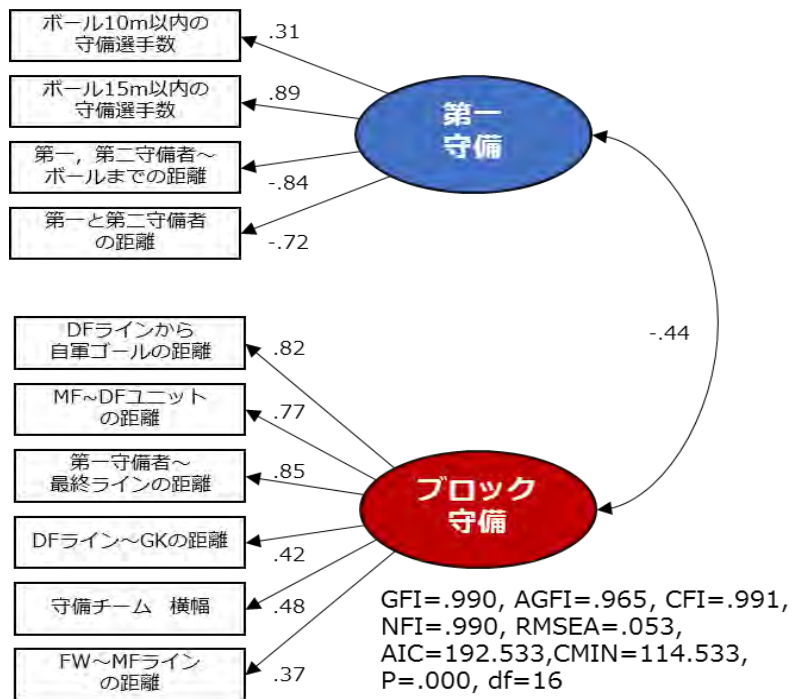 ボール10m以内の
守備選手数
.31
ボール15m以内の
守備選手数
.89
第一, 第二守備者～
ボールまでの距離
-.84
第一と第二守備者
の距離
-.72
第一
守備
-.44
DFラインから
自軍ゴールの距離
.82
MF~DFユニット
の距離
.77
第一守備者～
最終ラインの距離
.85
DFライン～GKの距離
.42
守備チーム 横幅
.48
FW～MFライン
の距離
.37
ブロック
守備
GFI=.990, AGFI=.965, CFI=.991,
NFI=.990, RMSEA=.053,
AIC=192.533,CMIN=114.533,
P=.000, df=16